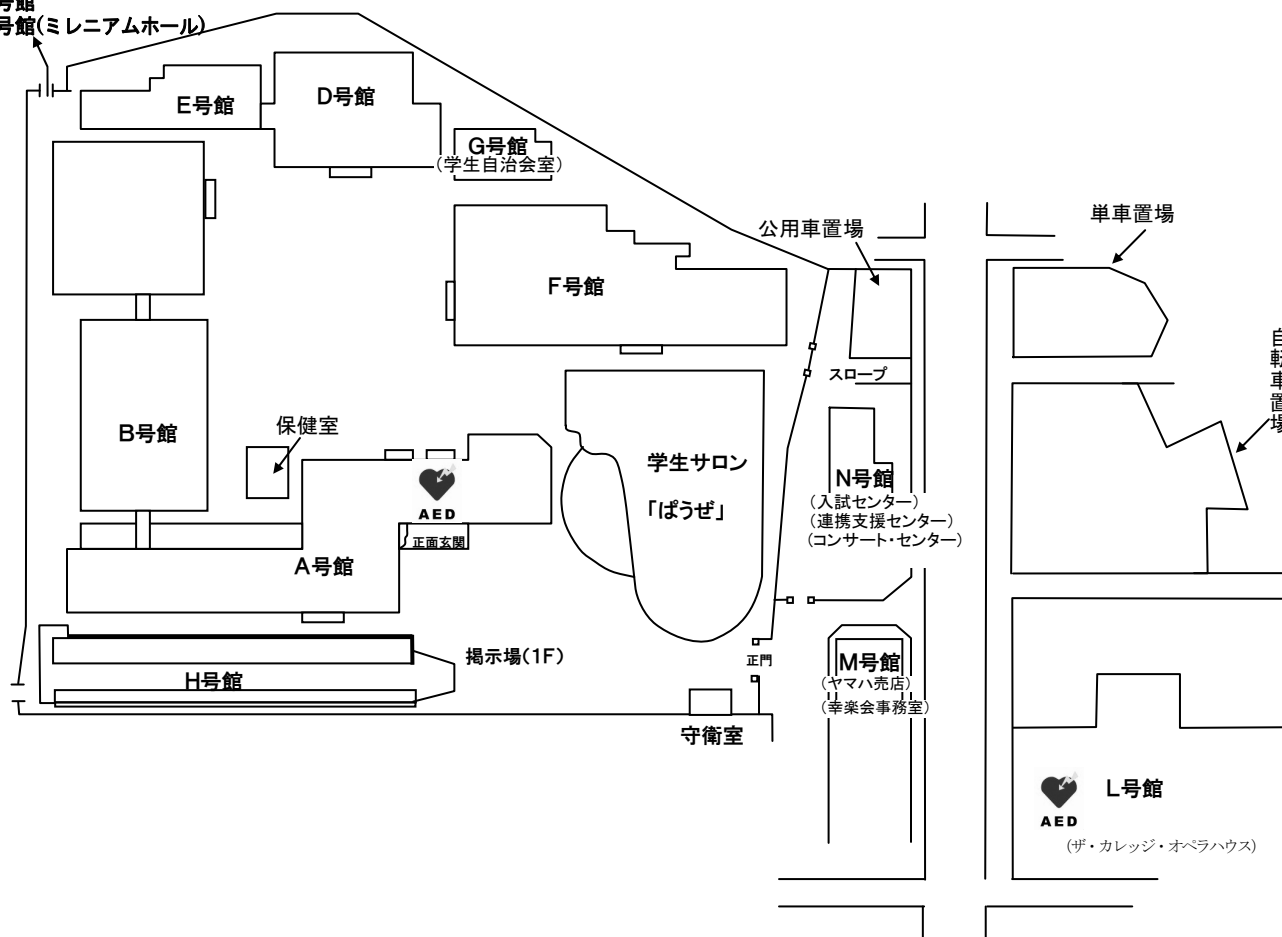 号館
号館(ミレニアムホール)
E号館
D号館
G号館
(学生自治会室)
公用車置場
単車置場
F号館
自転車置場
スロープ
B号館
保健室
学生サロン
「ぱうぜ」
AED
正面玄関
N号館
(入試センター)
(連携支援センター)
(コンサート・センター)
A号館
掲示場(1F)
正門
M号館
(ヤマハ売店)
(幸楽会事務室)
H号館
守衛室
L号館
AED
(ザ・カレッジ・オペラハウス)